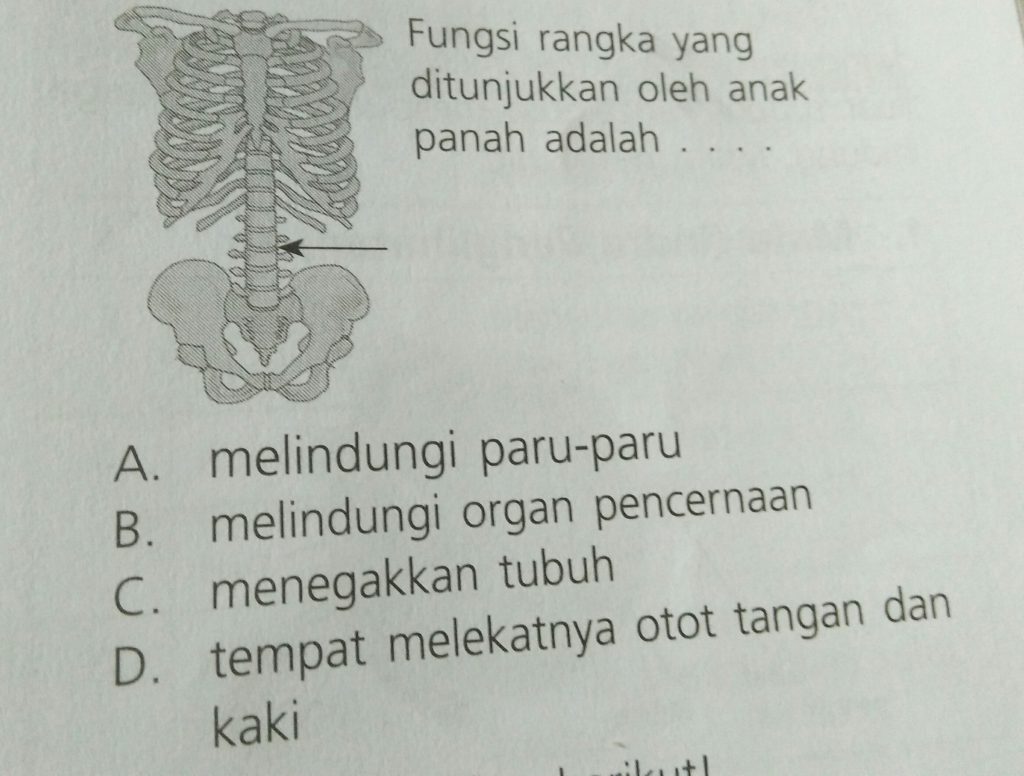 Fungsi rangka yang
ditunjukkan oleh anak
panah adalah . . . .
A. melindungi paru-paru
B. melindungi organ pencernaan
C. menegakkan tubuh
D. tempat melekatnya otot tangan dan
kaki